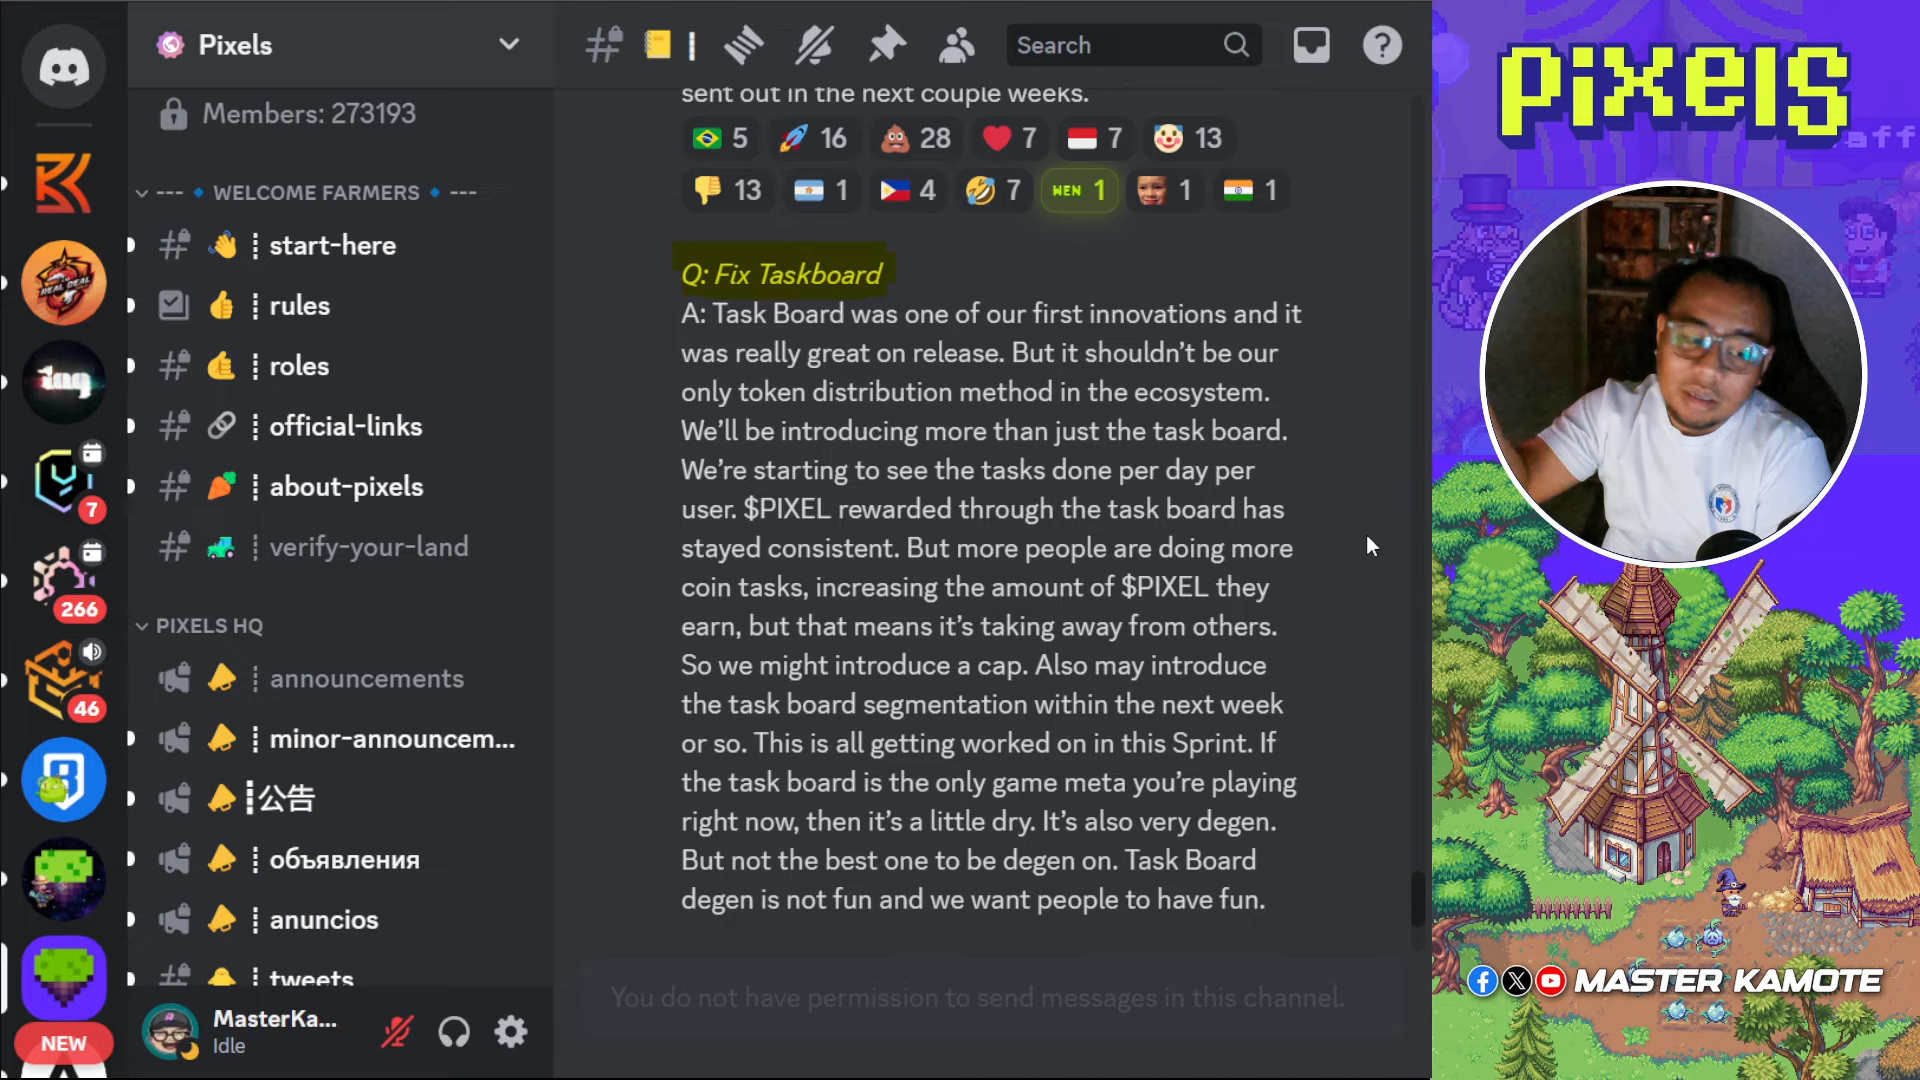 Pixels
Members: 273193
--- WELCOME FARMERS ---
start-here
rules
roles
official-links
about-pixels
verify-your-land
PIXELS HQ
announcements
minor-announcem...
公告
объявления
anuncios
tweets
MasterKa...
Idle
7
266
46
NEW
REAL DEAL
Search
sent out in the next couple weeks.
5 16 28 7 7 13
13 1 4 7 WEN 1 1 1
Q: Fix Taskboard
A: Task Board was one of our first innovations and it
was really great on release. But it shouldn't be our
only token distribution method in the ecosystem.
We'll be introducing more than just the task board.
We're starting to see the tasks done per day per
user. $PIXEL rewarded through the task board has
stayed consistent. But more people are doing more
coin tasks, increasing the amount of $PIXEL they
earn, but that means it's taking away from others.
So we might introduce a cap. Also may introduce
the task board segmentation within the next week
or so. This is all getting worked on in this Sprint. If
the task board is the only game meta you're playing
right now, then it's a little dry. It's also very degen.
But not the best one to be degen on. Task Board
degen is not fun and we want people to have fun.
You do not have permission to send messages in this channel.
pixels
MASTER KAMOTE